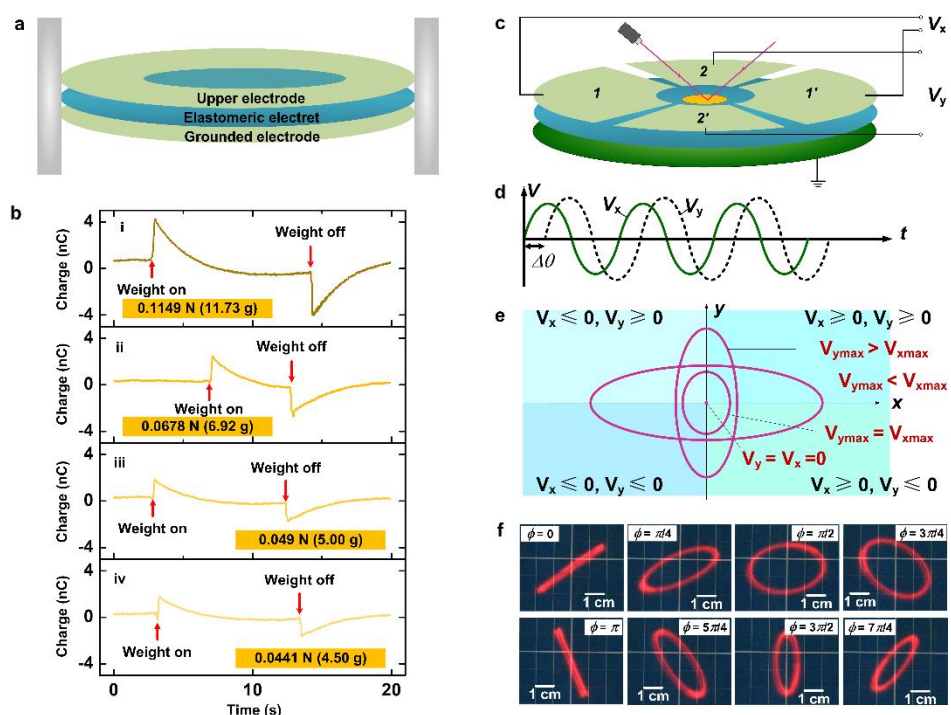 a
Upper electrode
Elastomeric electret
Grounded electrode
b
Charge (nC)
4
0
-4
i
Weight on
Weight off
0.1149 N (11.73 g)
Charge (nC)
4
0
-4
ii
Weight on
Weight off
0.0678 N (6.92 g)
Charge (nC)
4
0
-4
iii
Weight on
Weight off
0.049 N (5.00 g)
Charge (nC)
4
0
-4
iv
Weight on
Weight off
0.0441 N (4.50 g)
0 10 20
Time (s)
c
Vx
Vy
1
2
1'
2'
d
V
Vx
Vy
t
Δθ
e
y
x
Vx ≤ 0, Vy ≥ 0
Vx ≥ 0, Vy ≥ 0
Vymax > Vxmax
Vymax < Vxmax
Vymax = Vxmax
Vy = Vx =0
Vx ≤ 0, Vy ≤ 0
Vx ≥ 0, Vy ≤ 0
f
ϕ = 0
1 cm
ϕ = π/4
1 cm
ϕ = π/2
1 cm
ϕ = 3π/4
1 cm
ϕ = π
1 cm
ϕ = 5π/4
1 cm
ϕ = 3π/2
1 cm
ϕ = 7π/4
1 cm